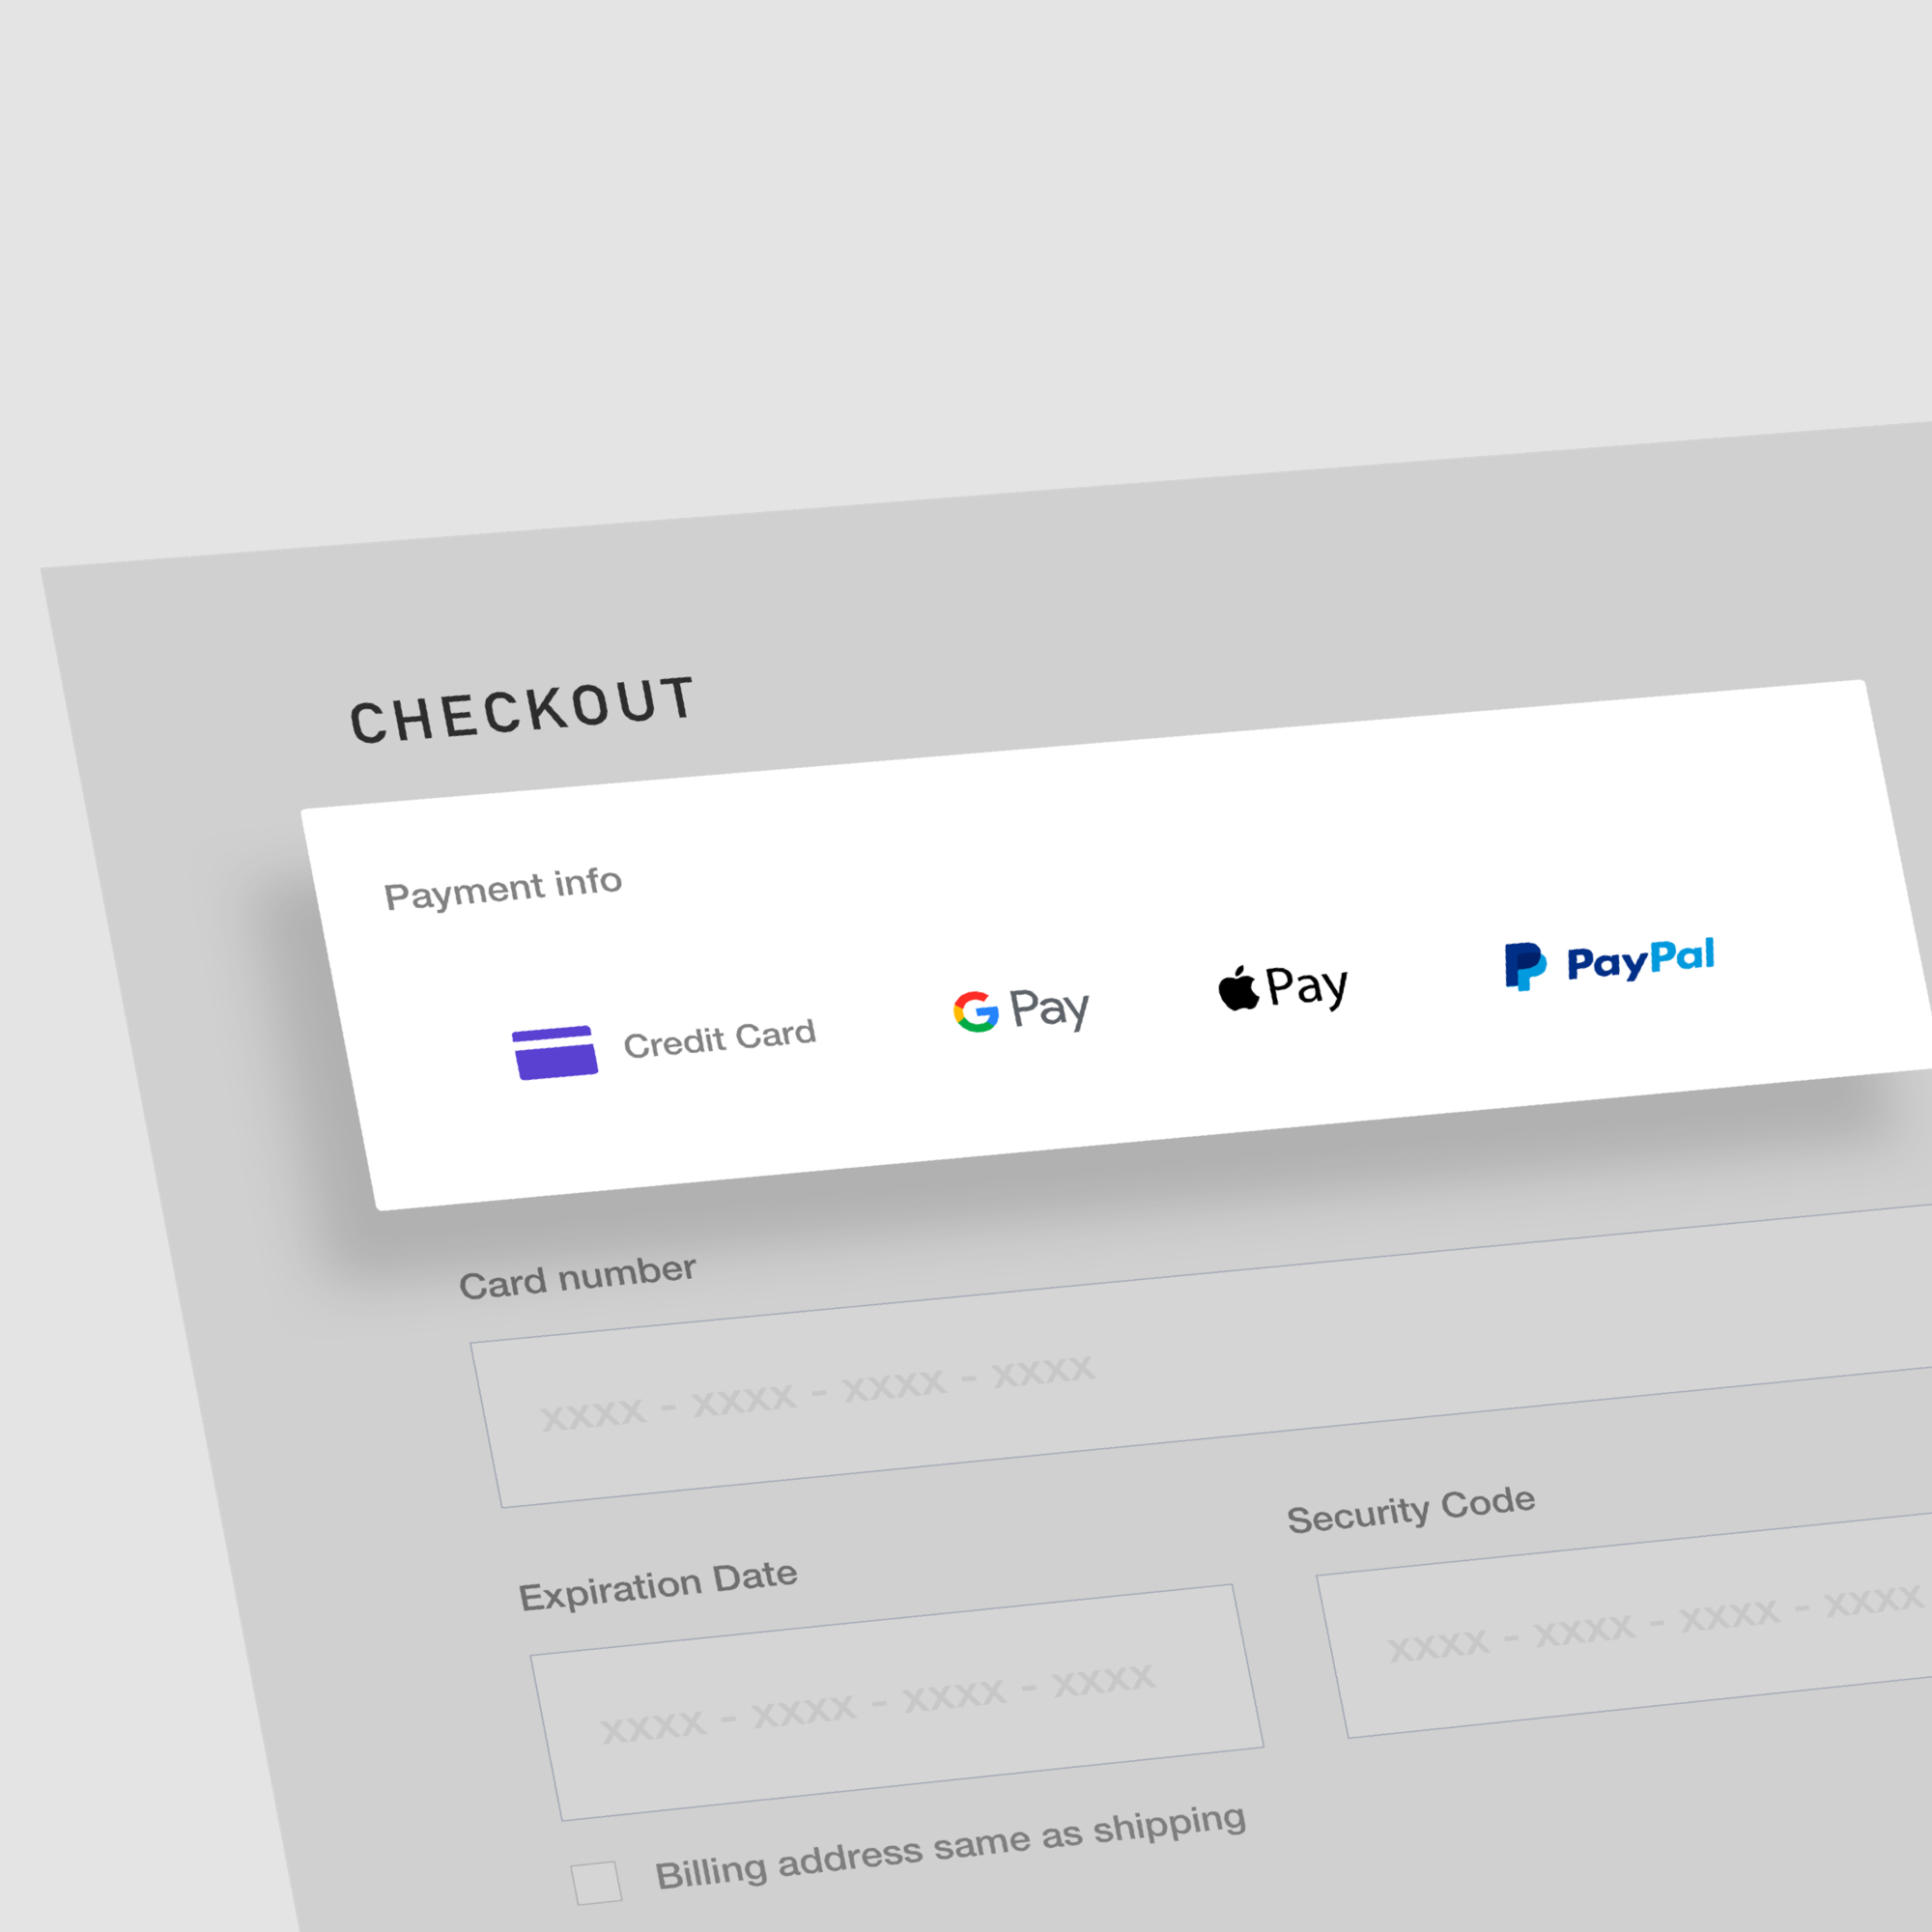 CHECKOUT
Payment info
Credit Card
G Pay
Pay
PayPal
Card number
xxxx - xxxx - xxxx - xxxx
Expiration Date
Security Code
xxxx - xxxx - xxxx - xxxx
xxxx - xxxx - xxxx - xxxx
Billing address same as shipping